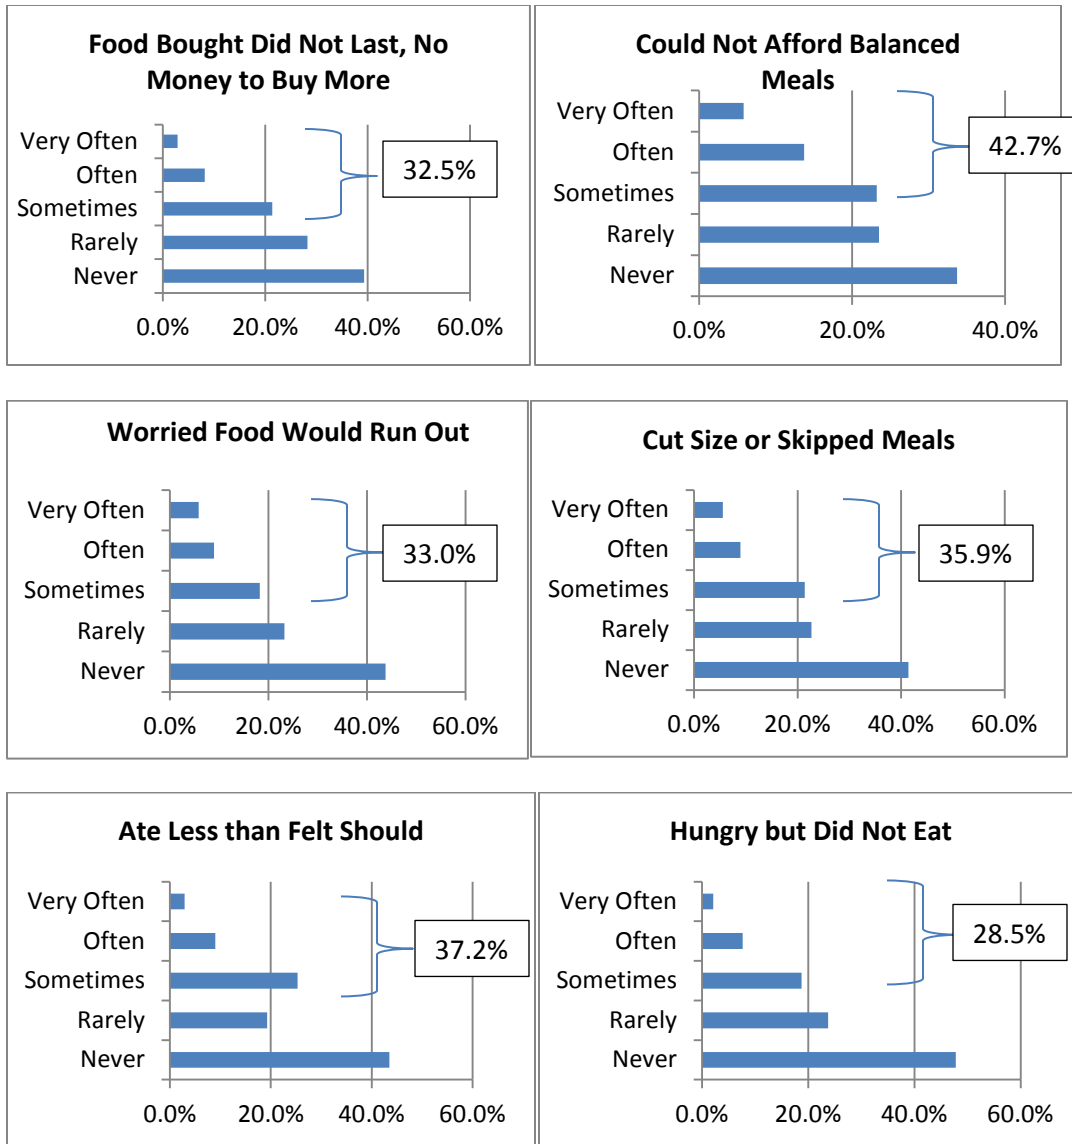 Food Bought Did Not Last, No
Money to Buy More
Very Often
Often
Sometimes
Rarely
Never
32.5%
0.0% 20.0% 40.0% 60.0%
Could Not Afford Balanced
Meals
Very Often
Often
Sometimes
Rarely
Never
42.7%
0.0% 20.0% 40.0%
Worried Food Would Run Out
Very Often
Often
Sometimes
Rarely
Never
33.0%
0.0% 20.0% 40.0% 60.0%
Cut Size or Skipped Meals
Very Often
Often
Sometimes
Rarely
Never
35.9%
0.0% 20.0% 40.0% 60.0%
Ate Less than Felt Should
Very Often
Often
Sometimes
Rarely
Never
37.2%
0.0% 20.0% 40.0% 60.0%
Hungry but Did Not Eat
Very Often
Often
Sometimes
Rarely
Never
28.5%
0.0% 20.0% 40.0% 60.0%